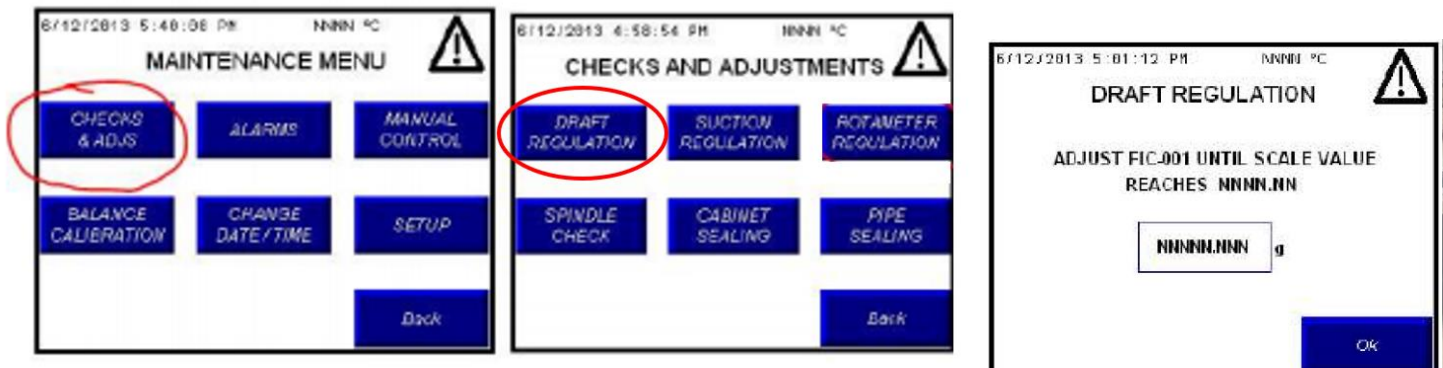 6/12/2013 5:40:08 PM NNNN °C
MAINTENANCE MENU
CHECKS
& ADJS
ALARMS
MANUAL
CONTROL
BALANCE
CALIBRATION
CHANGE
DATE/TIME
SETUP
Back
6/12/2013 4:58:54 PM NNNN °C
CHECKS AND ADJUSTMENTS
DRAFT
REGULATION
SUCTION
REGULATION
ROTAMETER
REGULATION
SPINDLE
CHECK
CABINET
SEALING
PIPE
SEALING
Back
6/12/2013 5:01:12 PM NNNN °C
DRAFT REGULATION
ADJUST FIC-001 UNTIL SCALE VALUE
REACHES NNNN.NN
NNNNN.NNN g
Ok